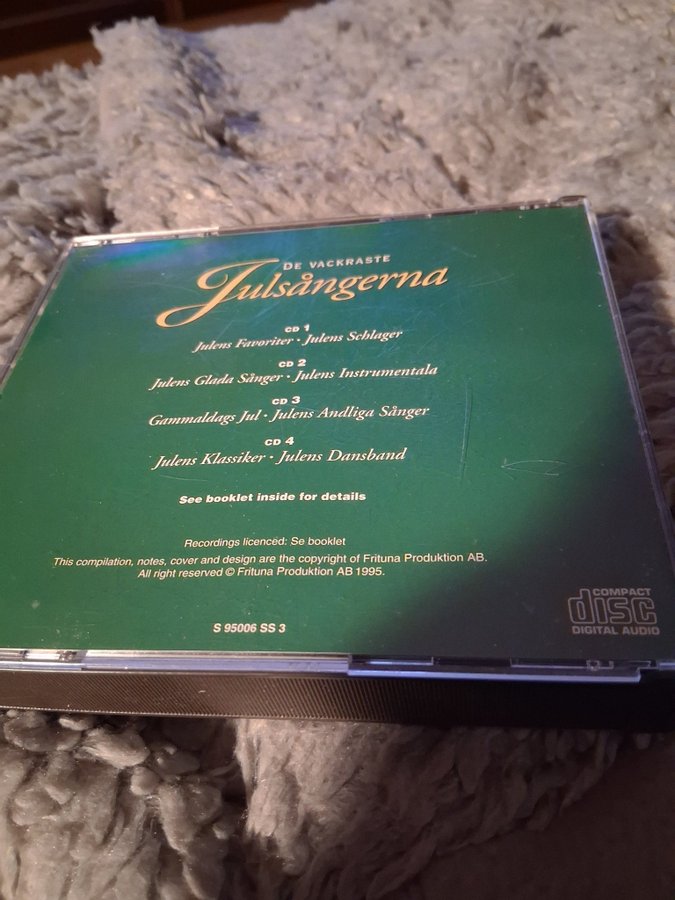 DE VACKRASTE
Julsångerna
CD 1
Julens Favoriter • Julens Schlager
CD 2
Julens Glada Sånger • Julens Instrumentala
CD 3
Gammaldags Jul • Julens Andliga Sånger
CD 4
Julens Klassiker • Julens Dansband
See booklet inside for details
Recordings licenced: Se booklet
This compilation, notes, cover and design are the copyright of Frituna Produktion AB.
All right reserved © Frituna Produktion AB 1995.
S 95006 SS 3
COMPACT
disc
DIGITAL AUDIO